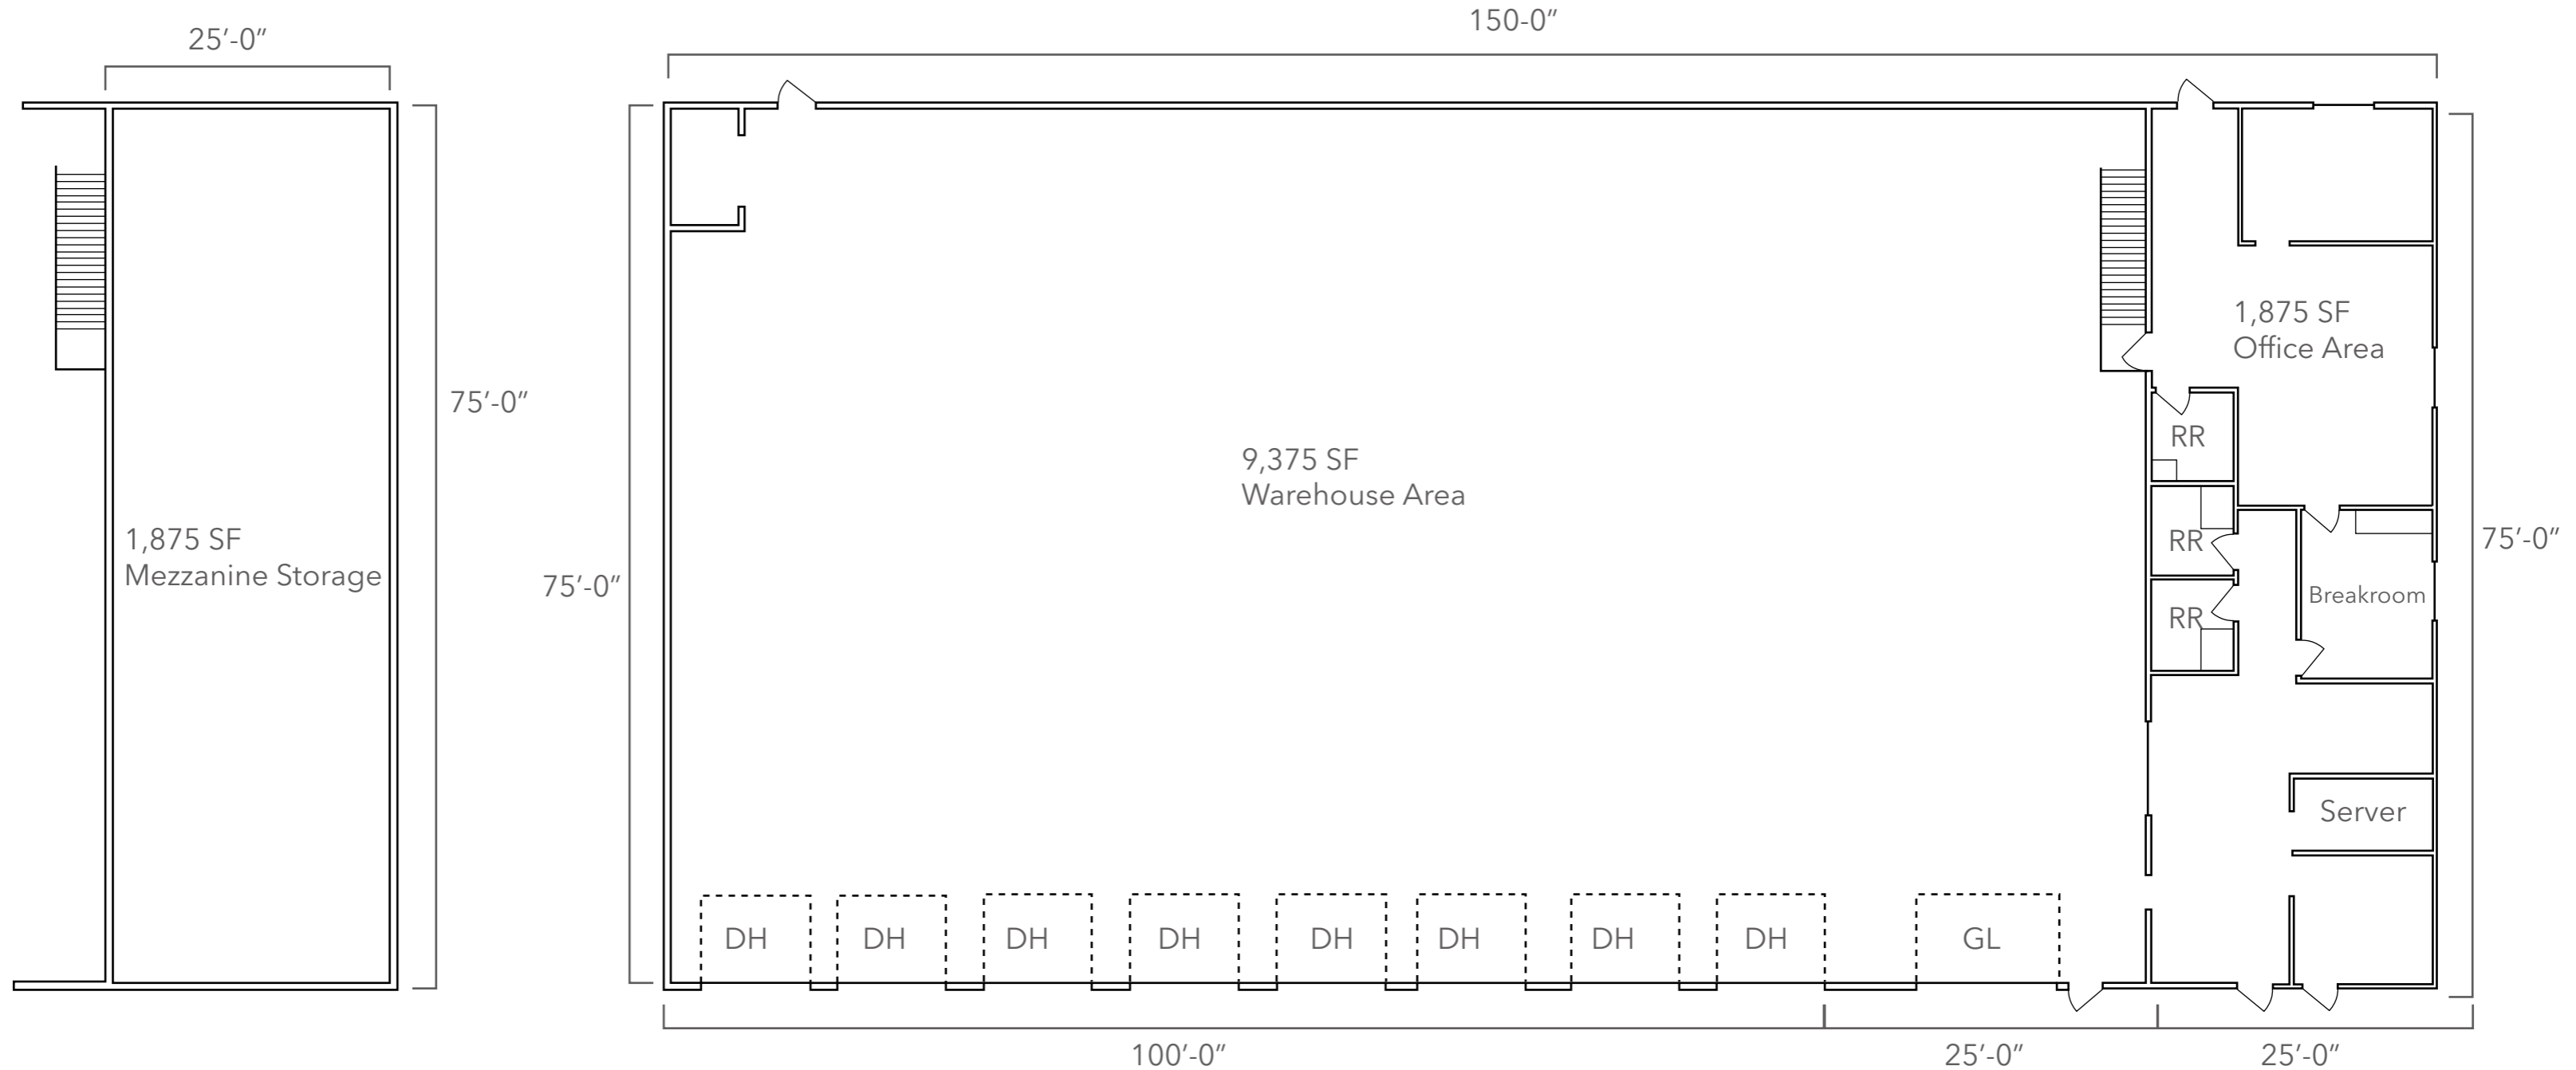 150-0”
25’-0”
75’-0”
1,875 SF
Mezzanine Storage
75’-0”
9,375 SF
Warehouse Area
1,875 SF
Office Area
RR
RR
RR
Breakroom
Server
75’-0”
DH
DH
DH
DH
DH
DH
DH
DH
GL
100’-0”
25’-0”
25’-0”